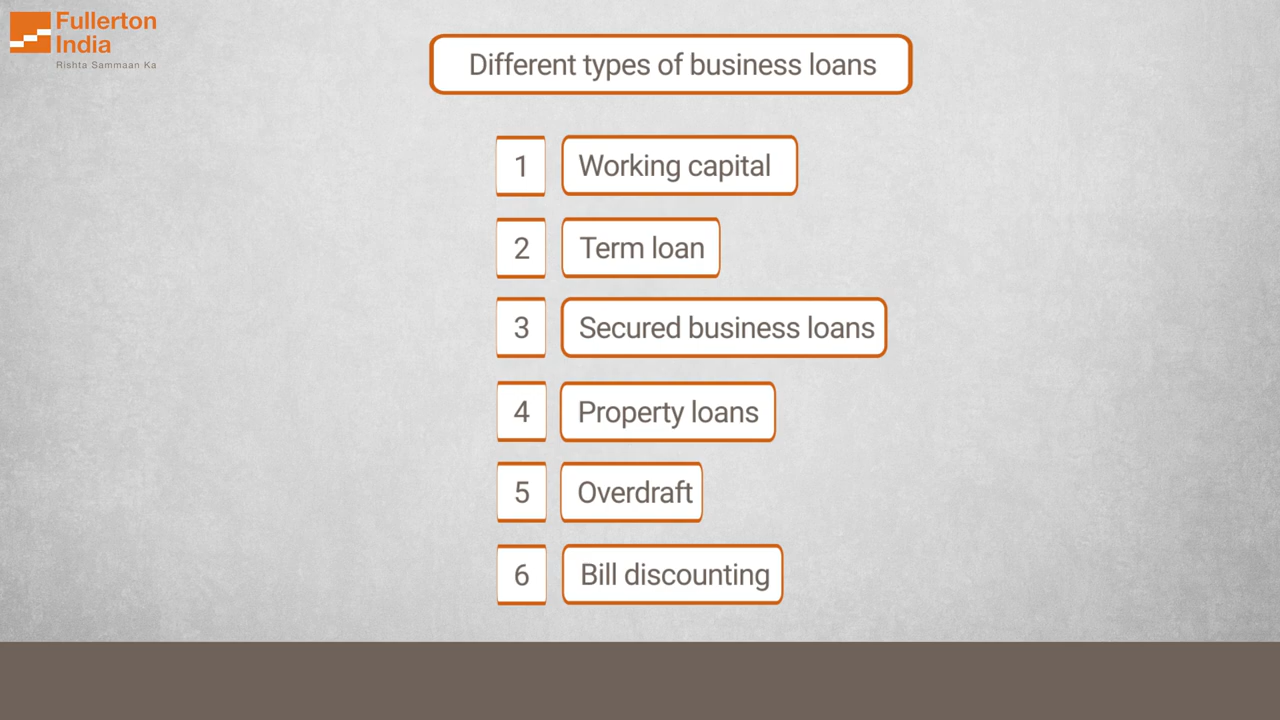 Fullerton
India
Rishta Sammaan Ka
Different types of business loans
1 Working capital
2 Term loan
3 Secured business loans
4 Property loans
5 Overdraft
6 Bill discounting